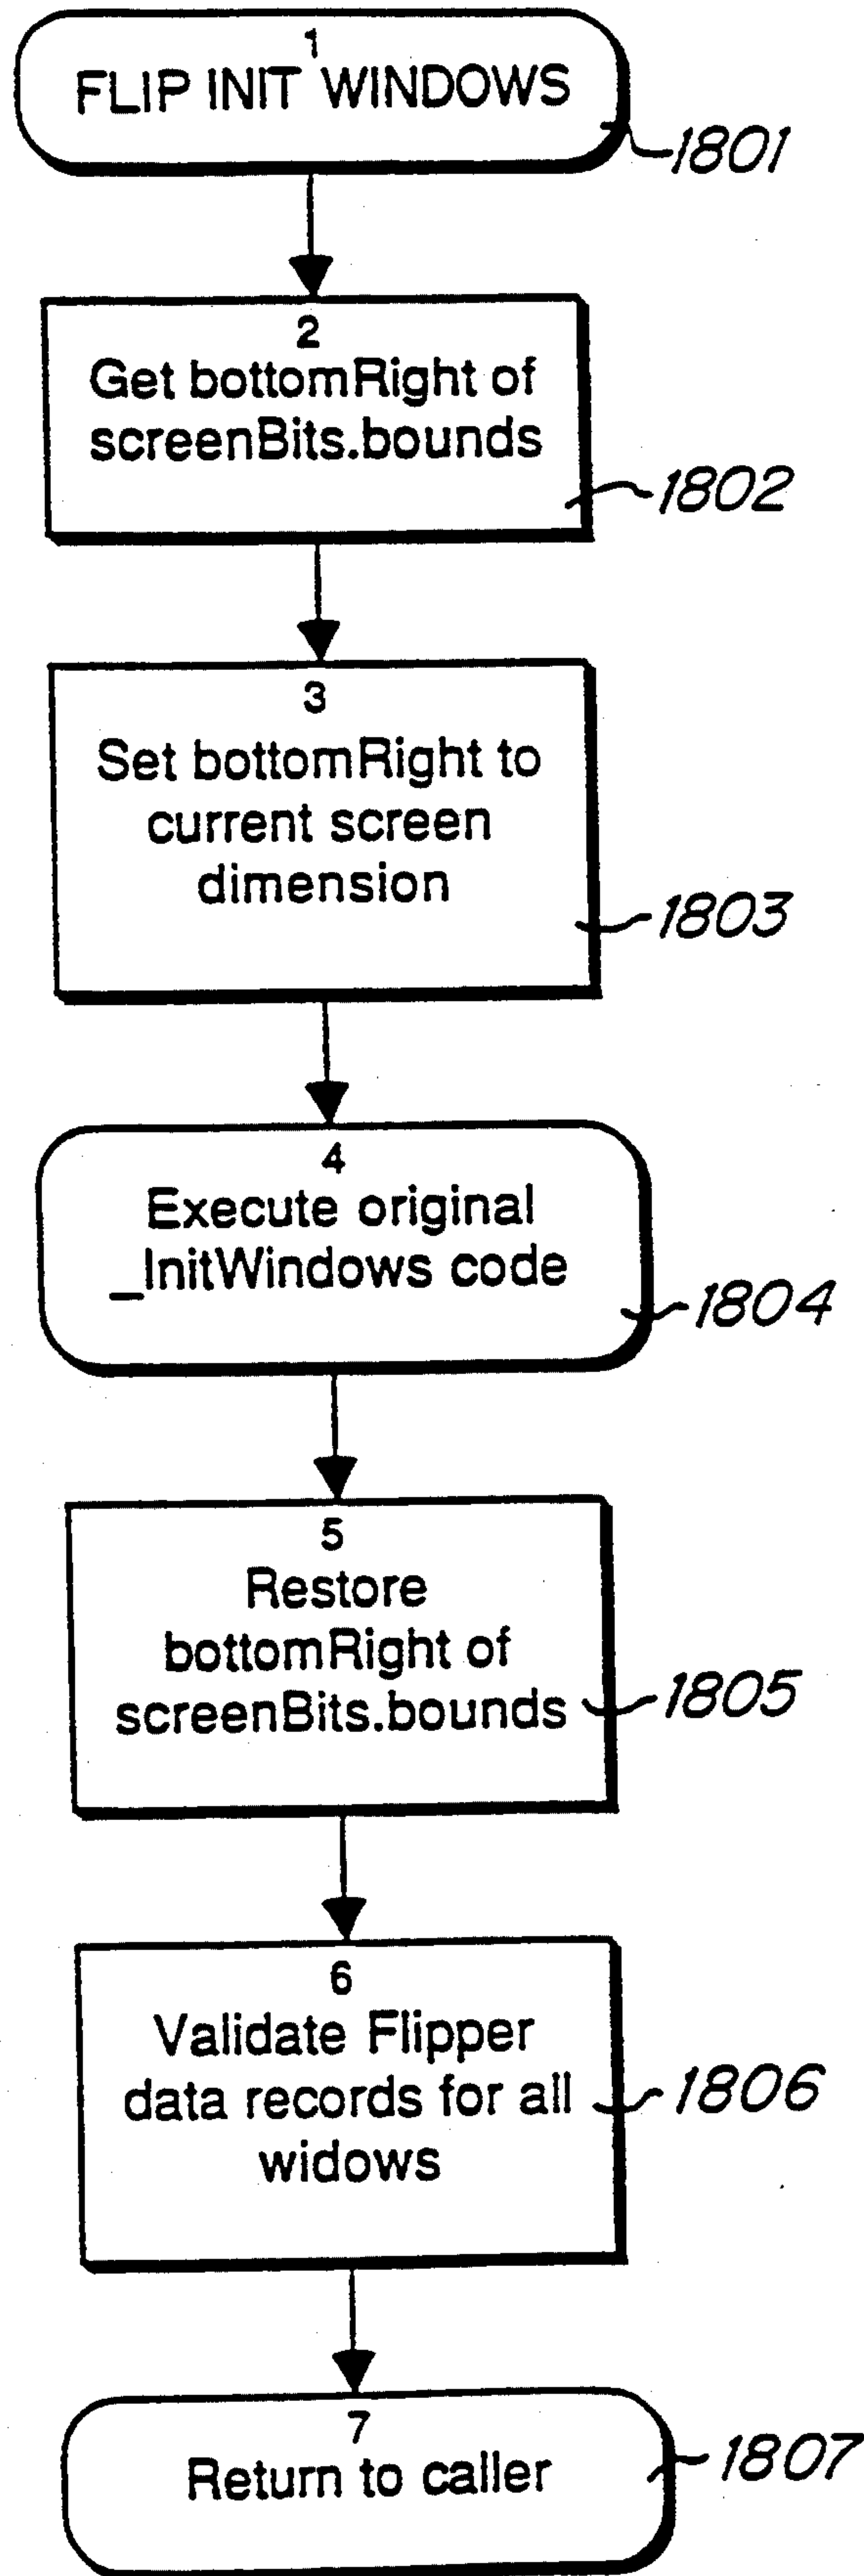 1
FLIP INIT WINDOWS
1801
2
Get bottomRight of
screenBits.bounds
1802
3
Set bottomRight to
current screen
dimension
1803
4
Execute original
_InitWindows code
1804
5
Restore
bottomRight of
screenBits.bounds
1805
6
Validate Flipper
data records for all
widows
1806
7
Return to caller
1807